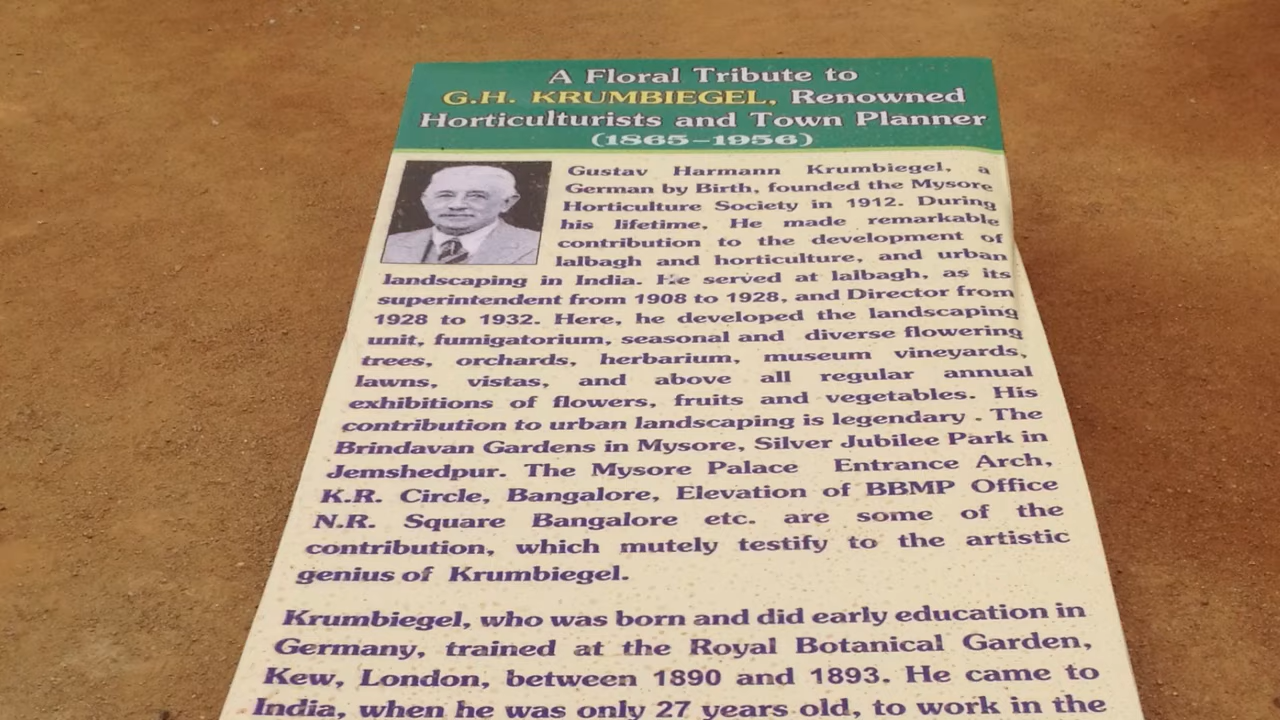 A Floral Tribute to
G.H. KRUMBIEGEL, Renowned
Horticulturists and Town Planner
(1865-1956)
Gustav Harmann Krumbiegel, a
German by Birth, founded the Mysore
Horticulture Society in 1912. During
his lifetime, He made remarkable
contribution to the development of
lalbagh and horticulture, and urban
landscaping in India. He served at lalbagh, as its
superintendent from 1908 to 1928, and Director from
1928 to 1932. Here, he developed the landscaping
unit, fumigatorium, seasonal and diverse flowering
trees, orchards, herbarium, museum vineyards,
lawns, vistas, and above all regular annual
exhibitions of flowers, fruits and vegetables. His
contribution to urban landscaping is legendary . The
Brindavan Gardens in Mysore, Silver Jubilee Park in
Jemshedpur. The Mysore Palace Entrance Arch,
K.R. Circle, Bangalore, Elevation of BBMP Office
N.R. Square Bangalore etc. are some of the
contribution, which mutely testify to the artistic
genius of Krumbiegel.
Krumbiegel, who was born and did early education in
Germany, trained at the Royal Botanical Garden,
Kew, London, between 1890 and 1893. He came to
India, when he was only 27 years old, to work in the